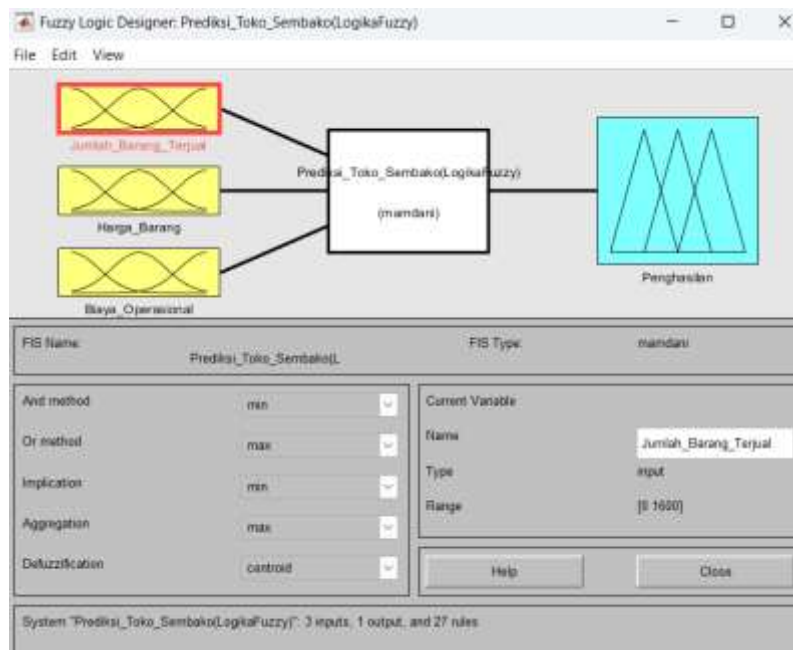 Fuzzy Logic Designer: Prediksi_Toko_Sembako(LogikaFuzzy)
File Edit View
Jumlah_Barang_Terjual
Harga_Barang
Biaya_Operasional
Prediksi_Toko_Sembako(LogikaFuzzy)
(mamdani)
Penghasilan
FIS Name:
Prediksi_Toko_Sembako(L
FIS Type:
mamdani
And method
min
Or method
max
Implication
min
Aggregation
max
Defuzzification
centroid
Current Variable
Name
Jumlah_Barang_Terjual
Type
input
Range
[0 1600]
Help
Close
System "Prediksi_Toko_Sembako(LogikaFuzzy)": 3 inputs, 1 output, and 27 rules